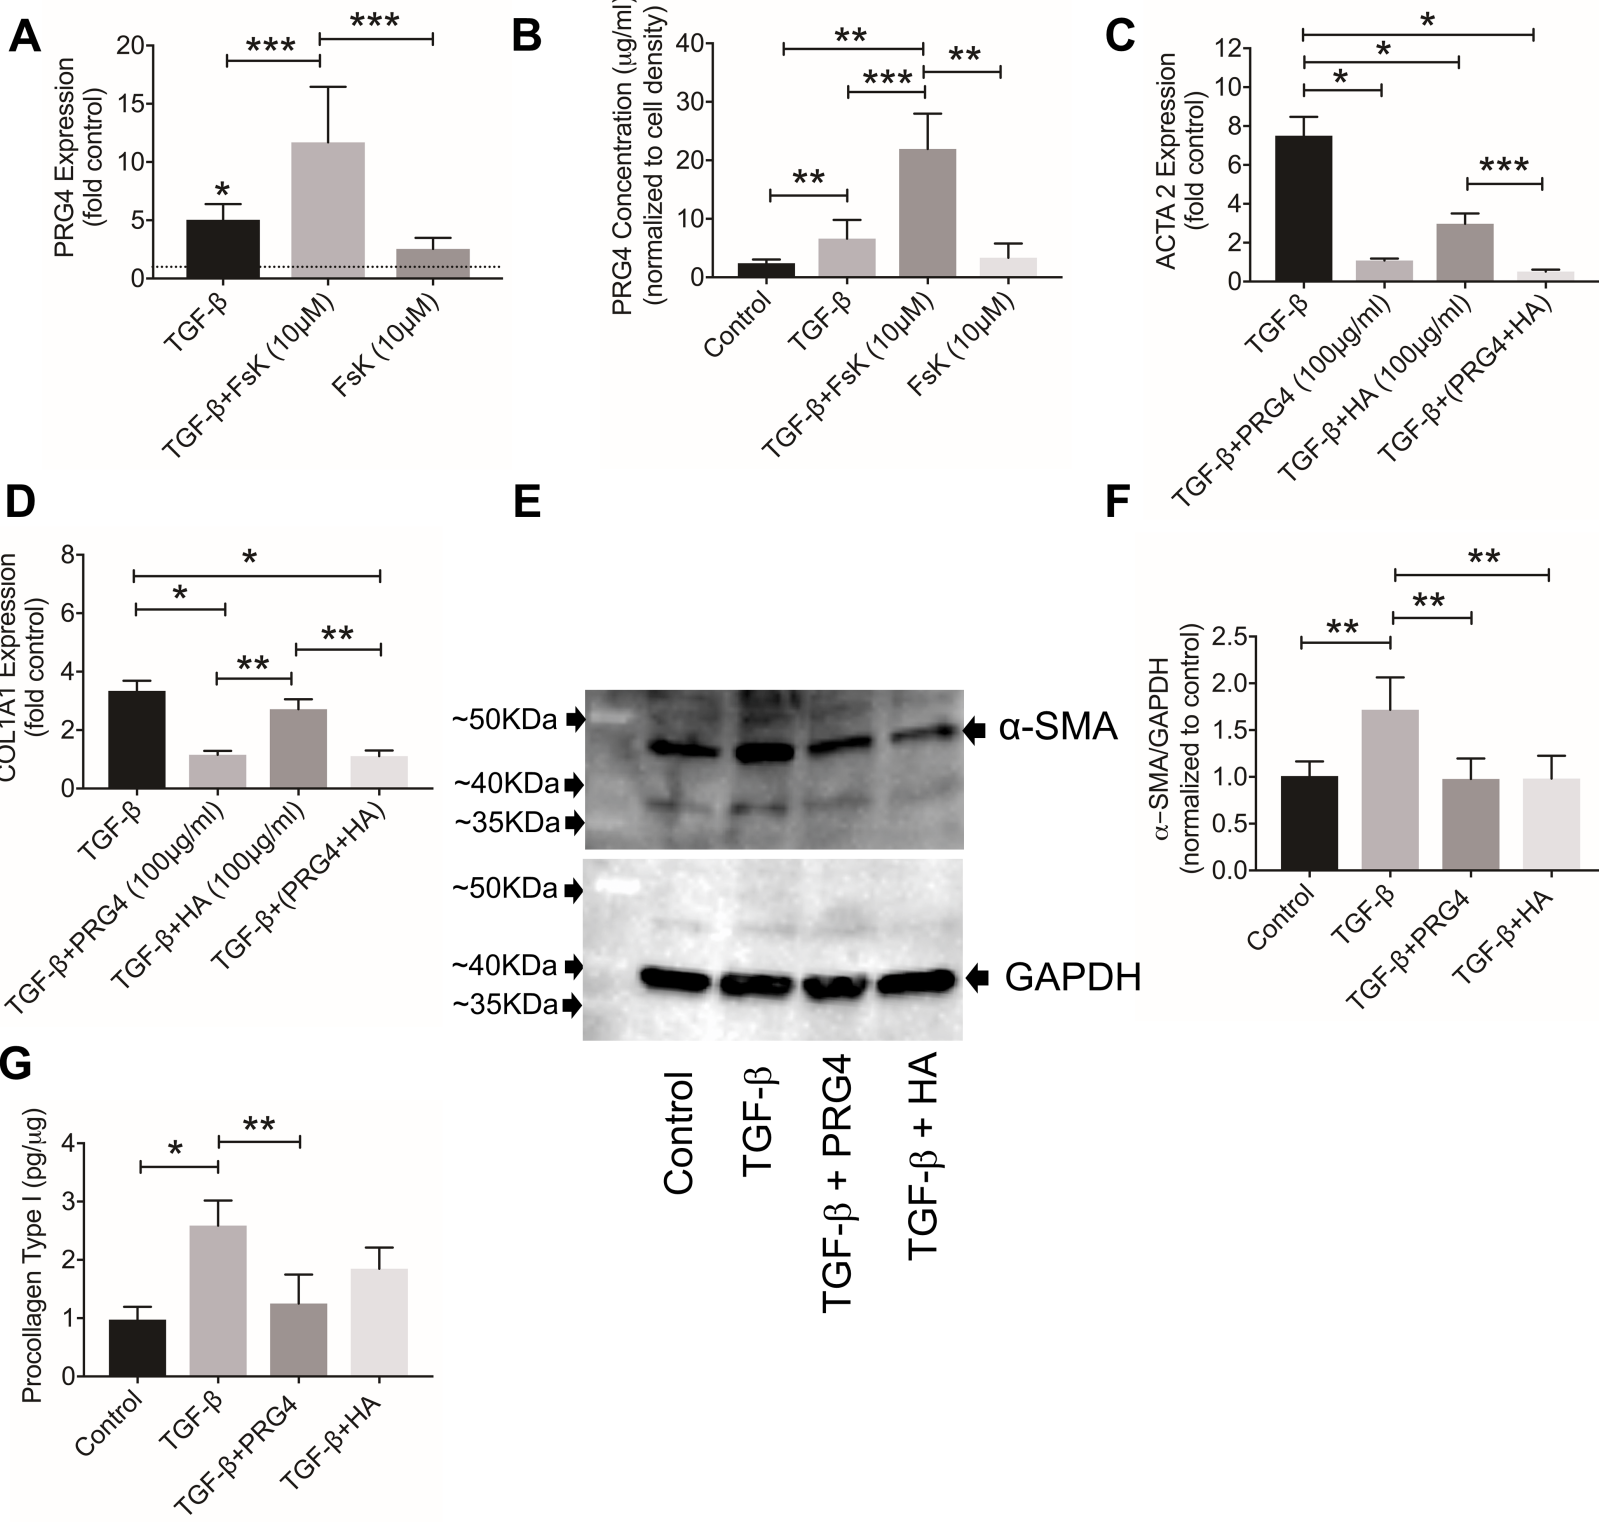 A
PRG4 Expression
(fold control)
20
15
10
5
0
*
***
***
TGF-β
TGF-β+FsK (10µM)
FsK (10µM)
B
PRG4 Concentration (µg/ml)
(normalized to cell density)
40
30
20
10
0
**
**
***
**
Control
TGF-β
TGF-β+FsK (10µM)
FsK (10µM)
C
ACTA 2 Expression
(fold control)
12
10
8
6
4
2
0
*
*
*
***
TGF-β
TGF-β+PRG4 (100µg/ml)
TGF-β+HA (100µg/ml)
TGF-β+(PRG4+HA)
D
COL1A1 Expression
(fold control)
8
6
4
2
0
*
*
**
**
TGF-β
TGF-β+PRG4 (100µg/ml)
TGF-β+HA (100µg/ml)
TGF-β+(PRG4+HA)
E
~50KDa
~40KDa
~35KDa
α-SMA
~50KDa
~40KDa
~35KDa
GAPDH
Control
TGF-β
TGF-β + PRG4
TGF-β + HA
F
α−SMA/GAPDH
(normalized to control)
2.5
2.0
1.5
1.0
0.5
0.0
**
**
**
Control
TGF-β
TGF-β+PRG4
TGF-β+HA
G
Procollagen Type I (pg/µg)
4
3
2
1
0
*
**
Control
TGF-β
TGF-β+PRG4
TGF-β+HA